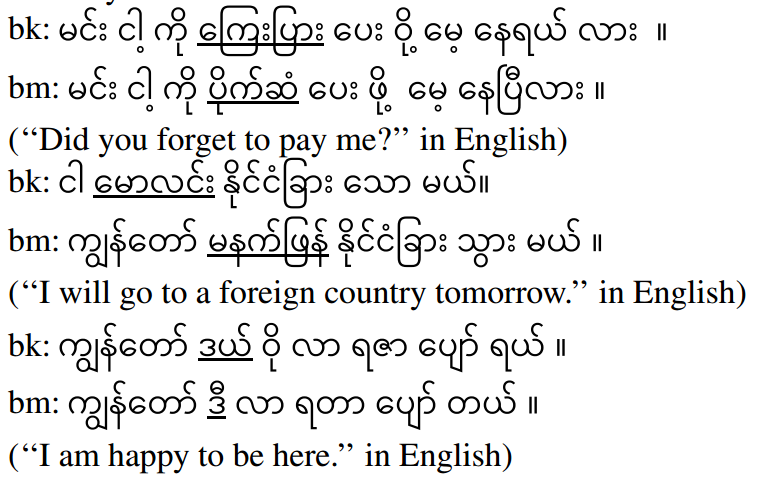 bk: မင်း ငါ့ ကို ကြေးပြား ပေး ဝို့ မေ့ နေရယ် လား ။
bm: မင်း ငါ့ ကို ပိုက်ဆံ ပေး ဖို့ မေ့ နေပြီလား ။
(“Did you forget to pay me?” in English)
bk: ငါ မောလင်း နိုင်ငံခြား သော မယ်။
bm: ကျွန်တော် မနက်ဖြန် နိုင်ငံခြား သွား မယ် ။
(“I will go to a foreign country tomorrow.” in English)
bk: ကျွန်တော် ဒယ် ဝို လာ ရဇာ ပျော် ရယ် ။
bm: ကျွန်တော် ဒီ လာ ရတာ ပျော် တယ် ။
(“I am happy to be here.” in English)